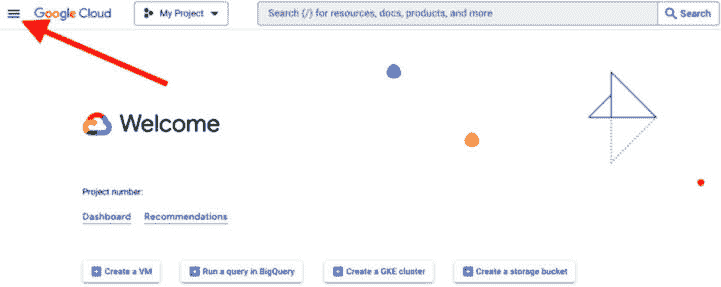 Google Cloud My Project Search (/) for resources, docs, products, and more Search
Welcome
Project number:
Dashboard Recommendations
Create a VM Run a query in BigQuery Create a GKE cluster Create a storage bucket